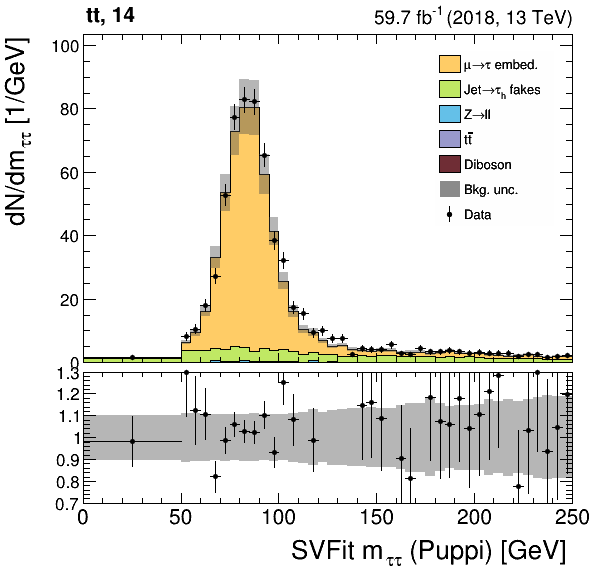 tt, 14
59.7 fb⁻¹ (2018, 13 TeV)
dN/dm_ττ [1/GeV]
100
80
60
40
20
0
μ→τ embed.
Jet→τ_h fakes
Z→ll
tt̄
Diboson
Bkg. unc.
Data
1.3
1.2
1.1
1
0.9
0.8
0.7
0
50
100
150
200
250
SVFit m_ττ (Puppi) [GeV]